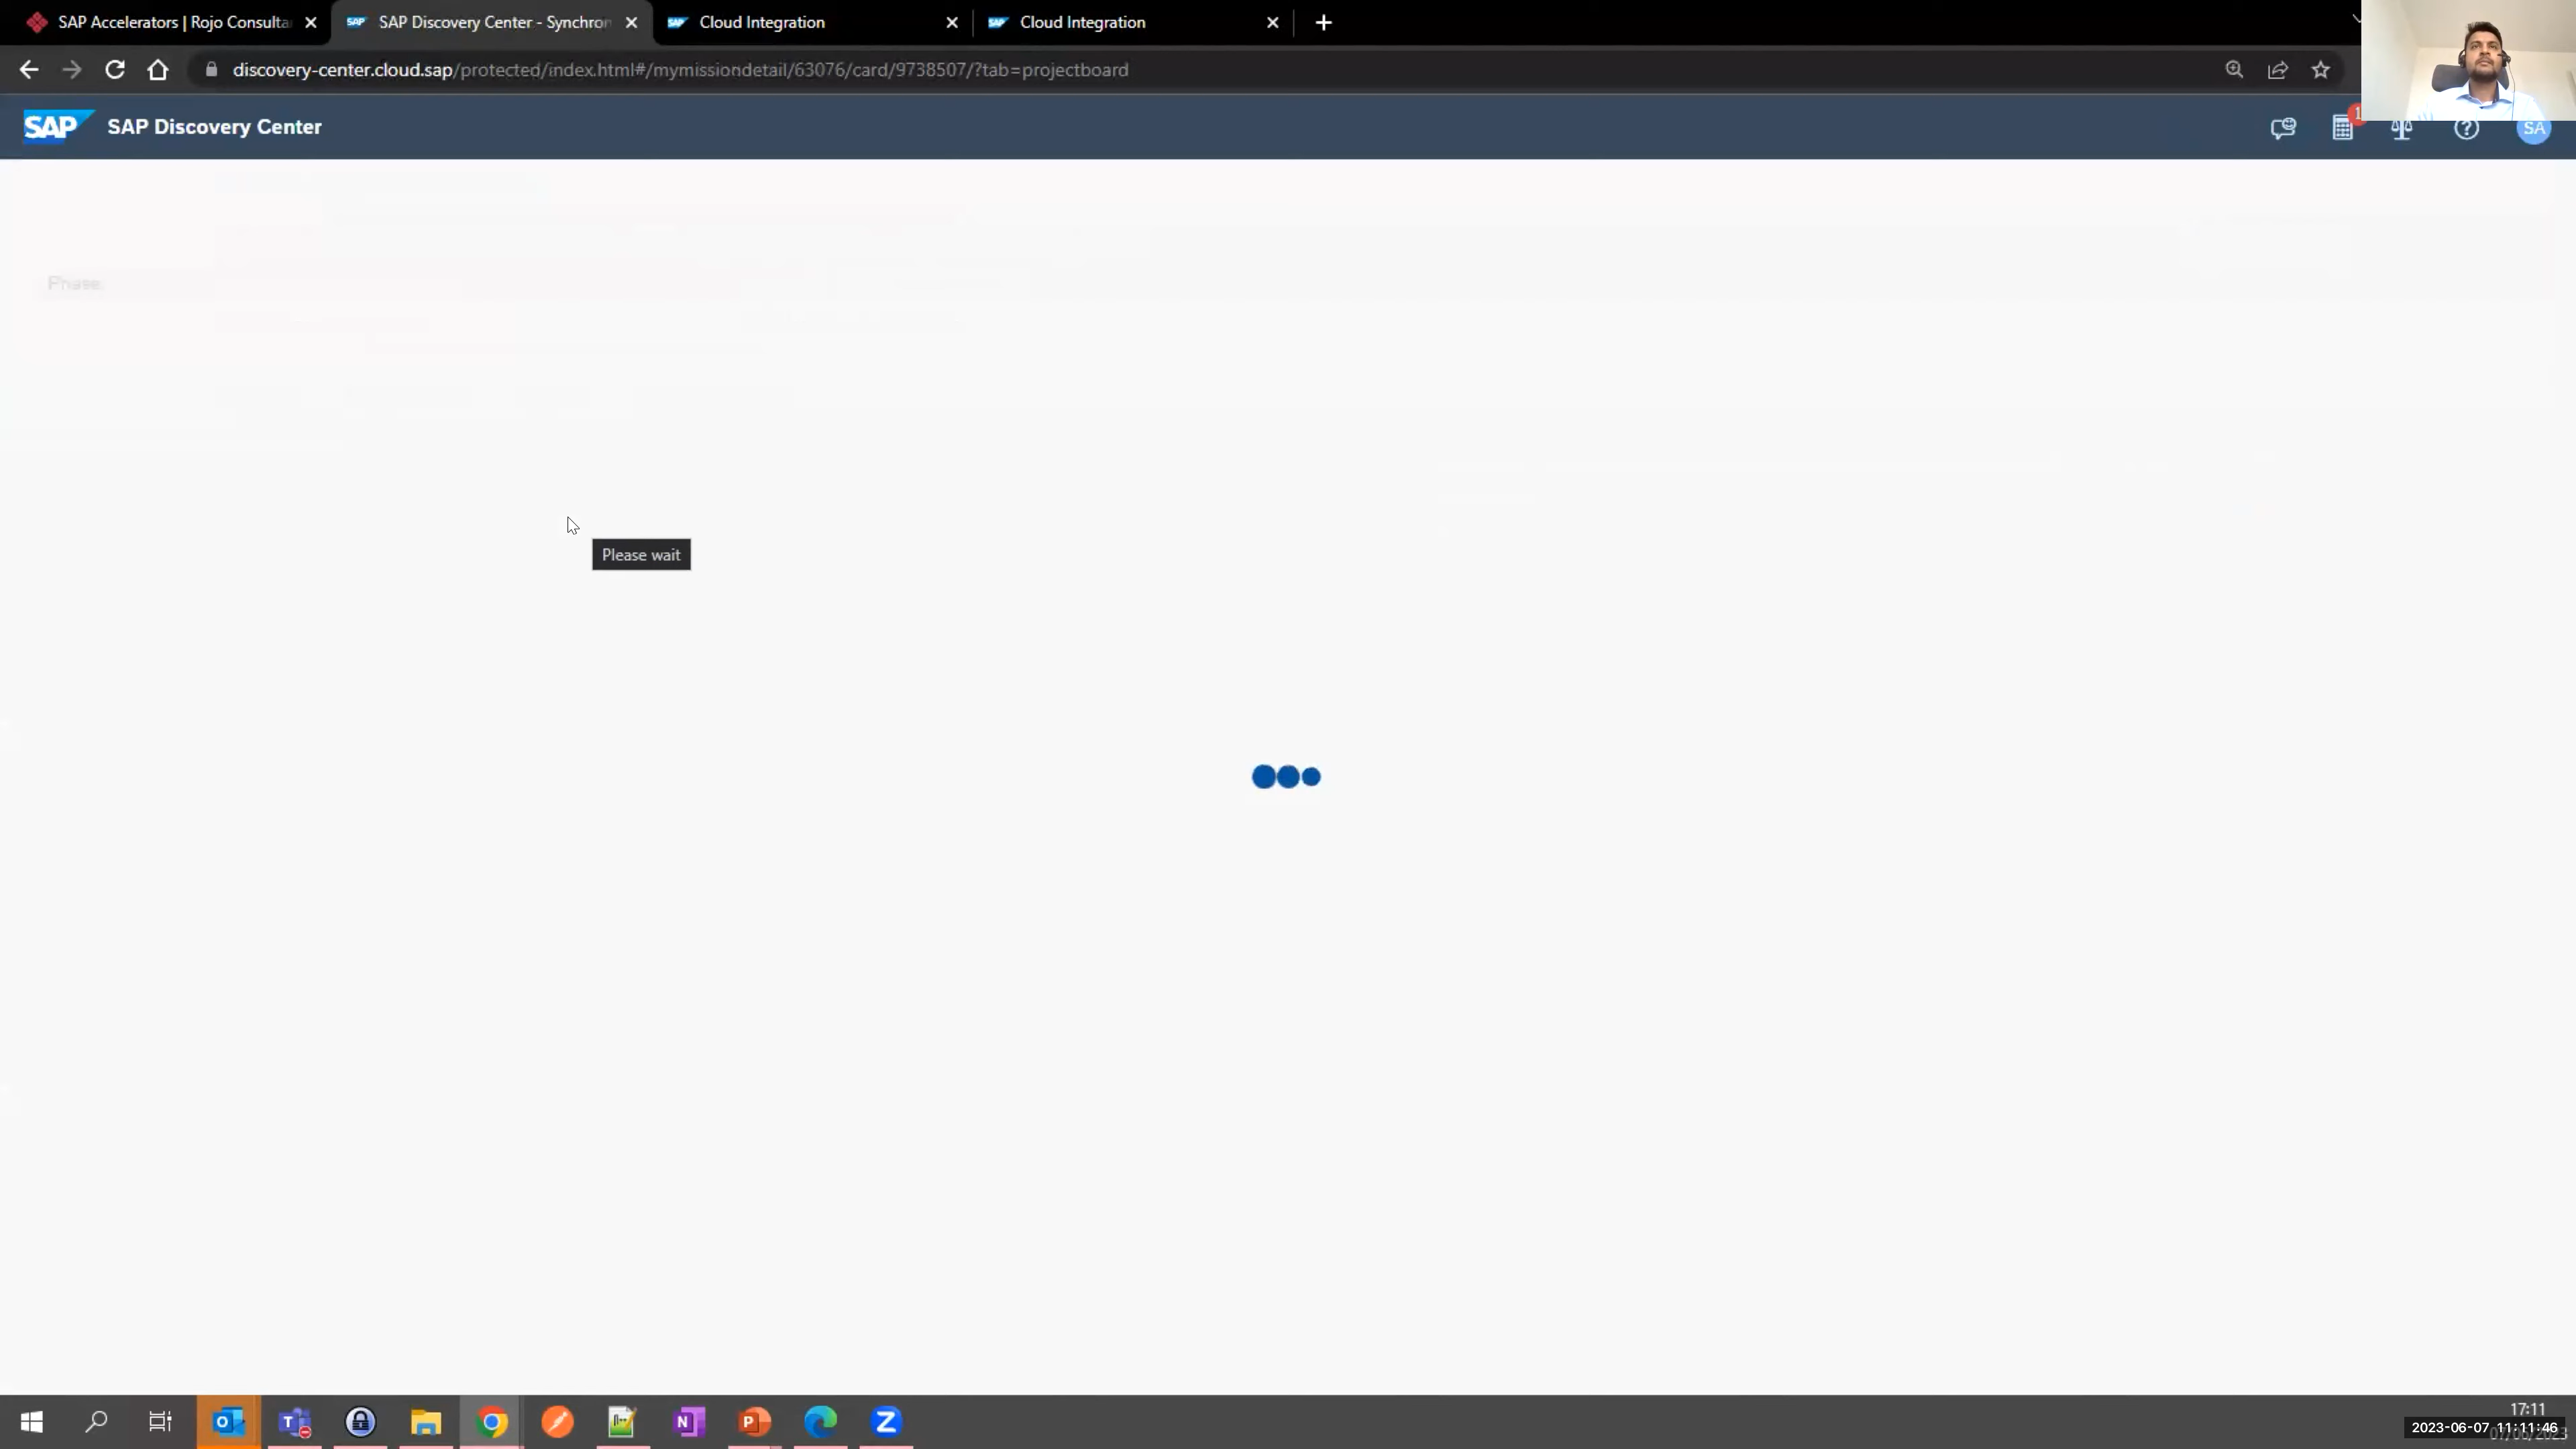 SAP Accelerators | Rojo Consulta
SAP Discovery Center - Synchron
Cloud Integration
Cloud Integration
discovery-center.cloud.sap/protected/index.html#/mymissiondetail/63076/card/9738507/?tab=projectboard
SAP SAP Discovery Center
1
SA
Phase
Please wait
17:11
2023-06-07 11:11:46